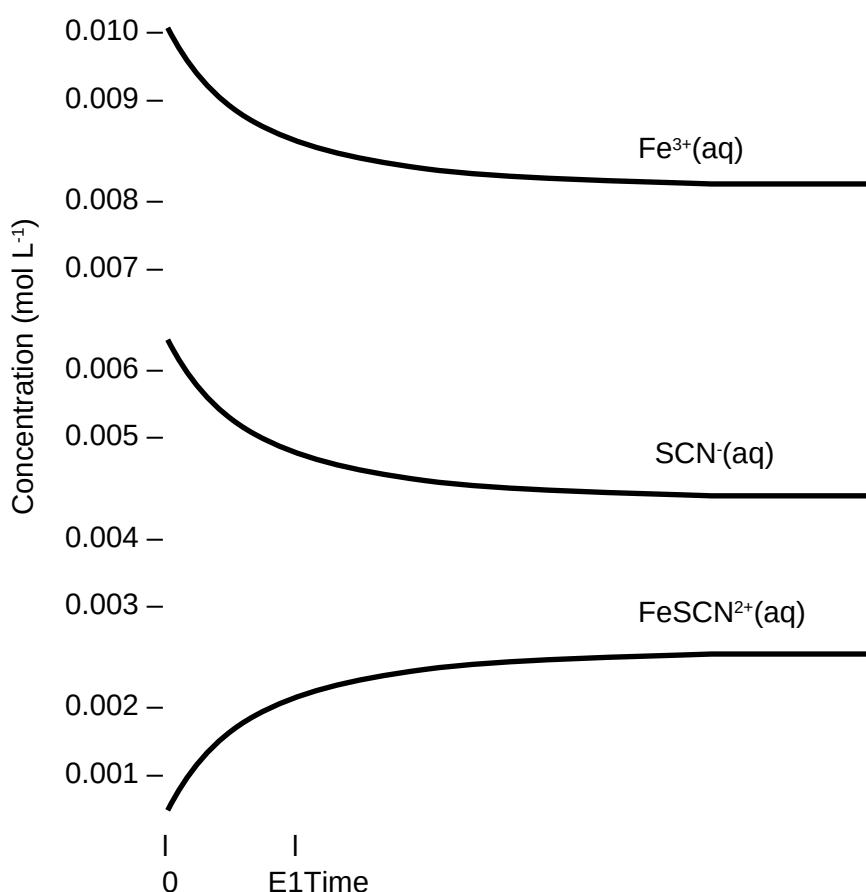 0.010
0.009
Fe³⁺(aq)
0.008
0.007
Concentration (mol L⁻¹)
0.006
0.005
SCN⁻(aq)
0.004
0.003
FeSCN²⁺(aq)
0.002
0.001
0 E1Time